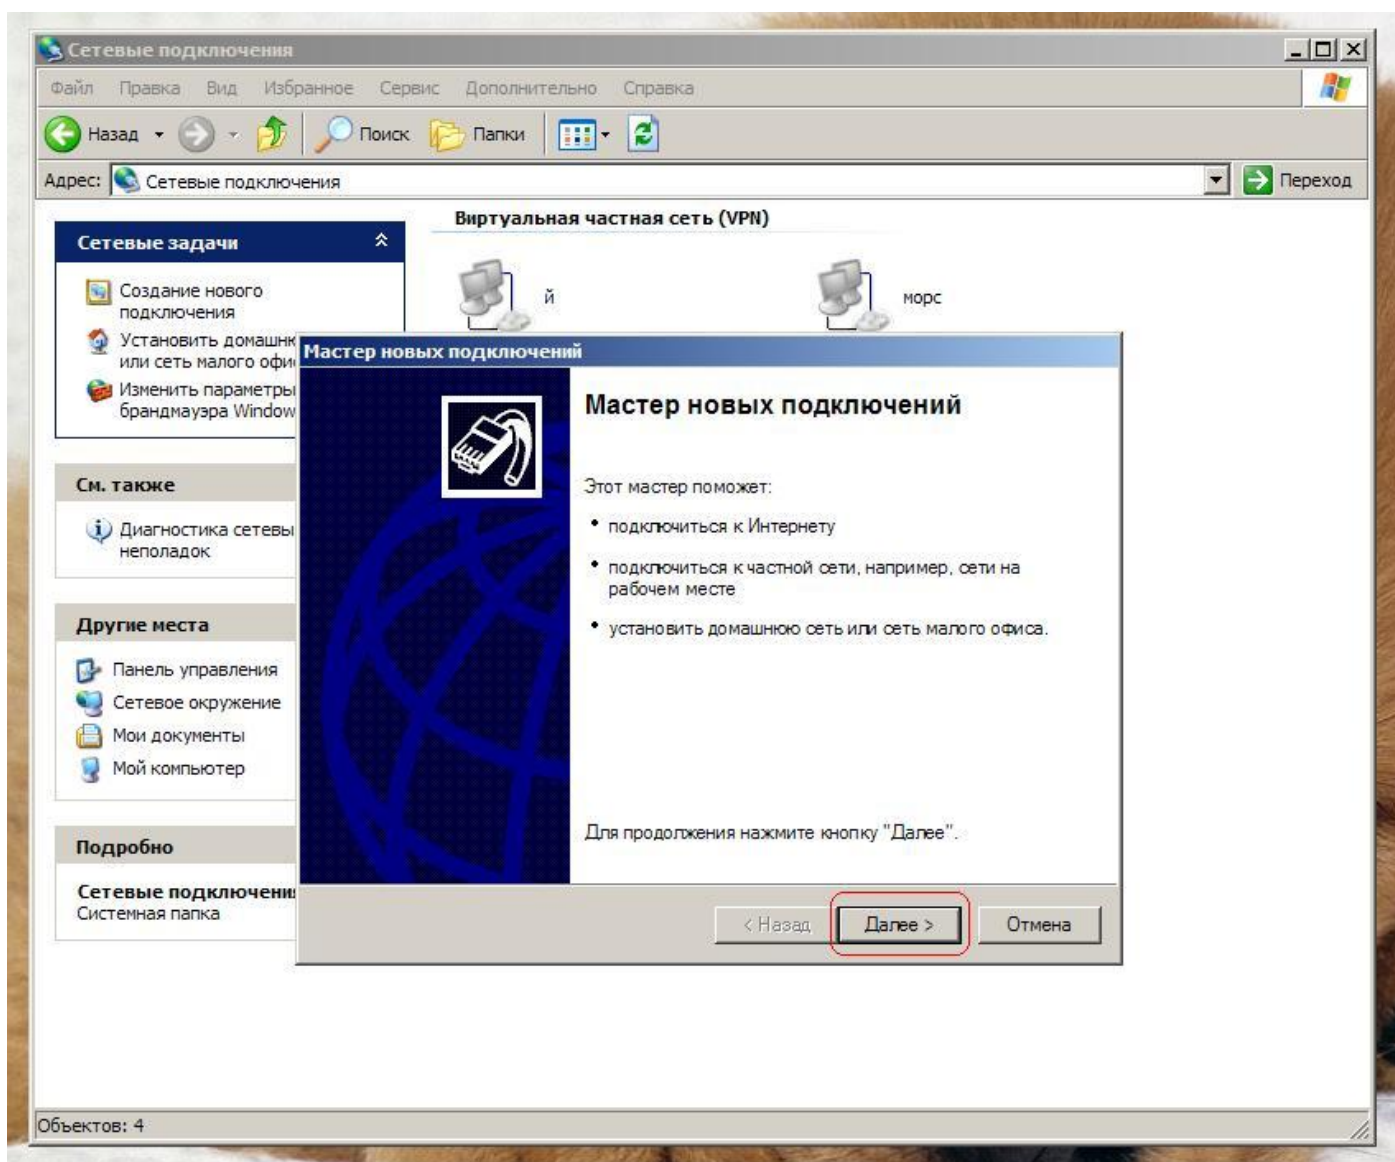 Сетевые подключения
Файл Правка Вид Избранное Сервис Дополнительно Справка
Назад Поиск Папки
Адрес: Сетевые подключения Переход
Виртуальная частная сеть (VPN)
й морс
Сетевые задачи
Создание нового
подключения
Установить домашн
или сеть малого офи
Изменить параметры
брандмауэра Window
См. также
Диагностика сетевы
неполадок
Другие места
Панель управления
Сетевое окружение
Мои документы
Мой компьютер
Подробно
Сетевые подключени
Системная папка
Мастер новых подключений
Мастер новых подключений
Этот мастер поможет:
• подключиться к Интернету
• подключиться к частной сети, например, сети на
рабочем месте
• установить домашнюю сеть или сеть малого офиса.
Для продолжения нажмите кнопку "Далее".
< Назад Далее > Отмена
Объектов: 4